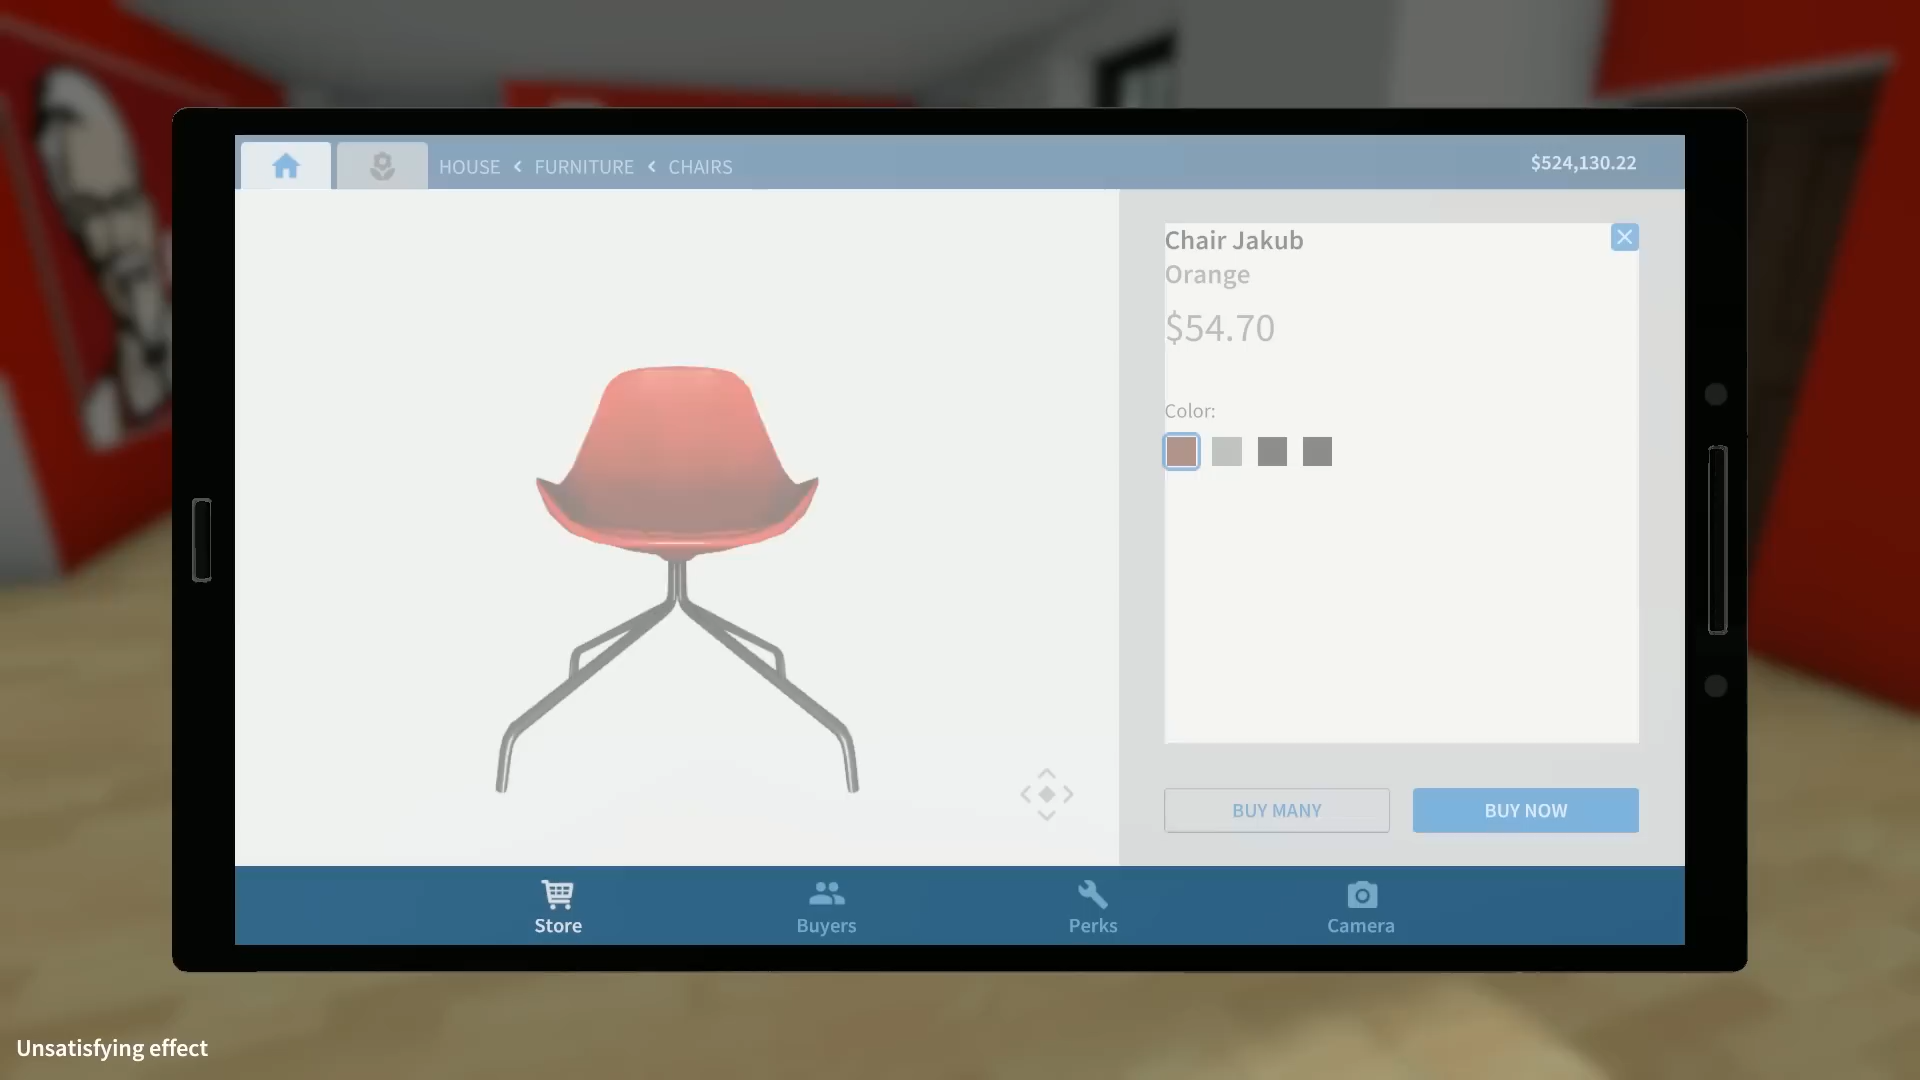 HOUSE < FURNITURE < CHAIRS
$524,130.22
Chair Jakub
Orange
$54.70
Color:
BUY MANY
BUY NOW
Store
Buyers
Perks
Camera
Unsatisfying effect